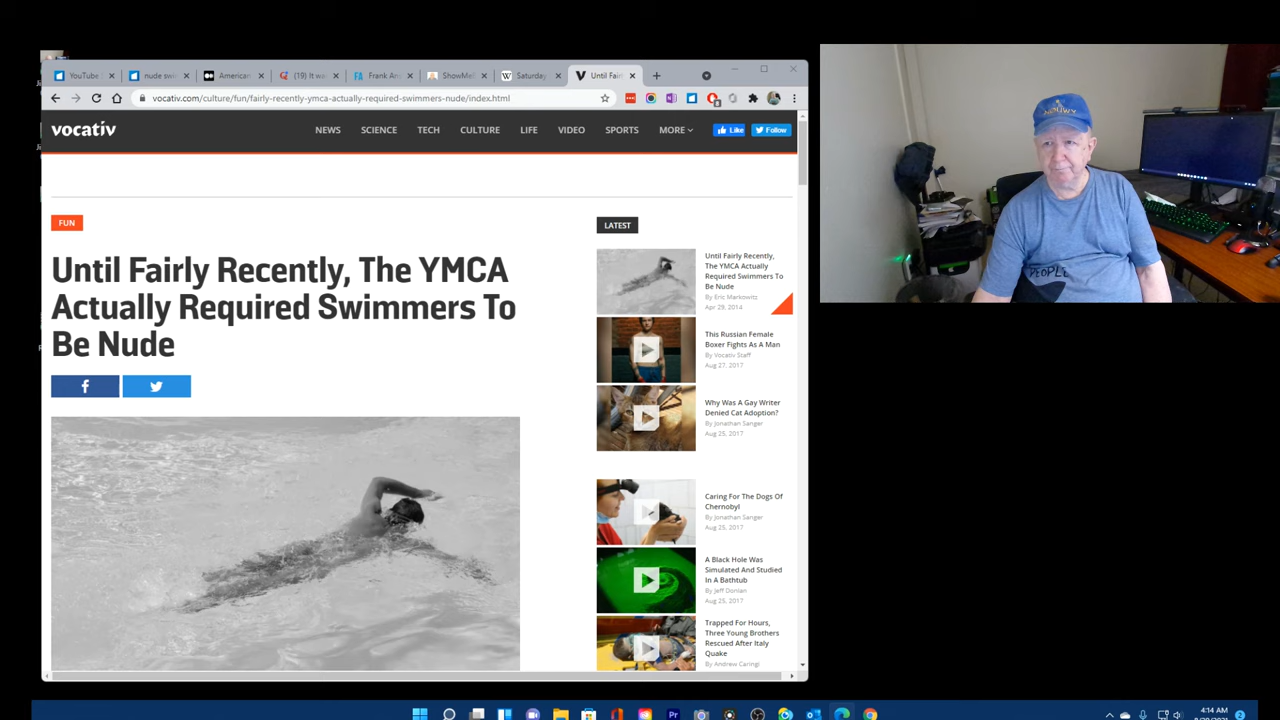 YouTube
nude swi
American
(19) It wa
Frank An
ShowMe
Saturday
Until Fair
vocativ.com/culture/fun/fairly-recently-ymca-actually-required-swimmers-nude/index.html
vocativ
NEWS
SCIENCE
TECH
CULTURE
LIFE
VIDEO
SPORTS
MORE
Like
Follow
FUN
Until Fairly Recently, The YMCA
Actually Required Swimmers To
Be Nude
LATEST
Until Fairly Recently,
The YMCA Actually
Required Swimmers To
Be Nude
By Eric Markowitz
Apr 29, 2014
This Russian Female
Boxer Fights As A Man
By Vocativ Staff
Aug 27, 2017
Why Was A Gay Writer
Denied Cat Adoption?
By Jonathan Sanger
Aug 25, 2017
Caring For The Dogs Of
Chernobyl
By Jonathan Sanger
Aug 25, 2017
A Black Hole Was
Simulated And Studied
In A Bathtub
By Jeff Donlan
Aug 25, 2017
Trapped For Hours,
Three Young Brothers
Rescued After Italy
Quake
By Andrew Caringi
PEOPLE
4:14 AM